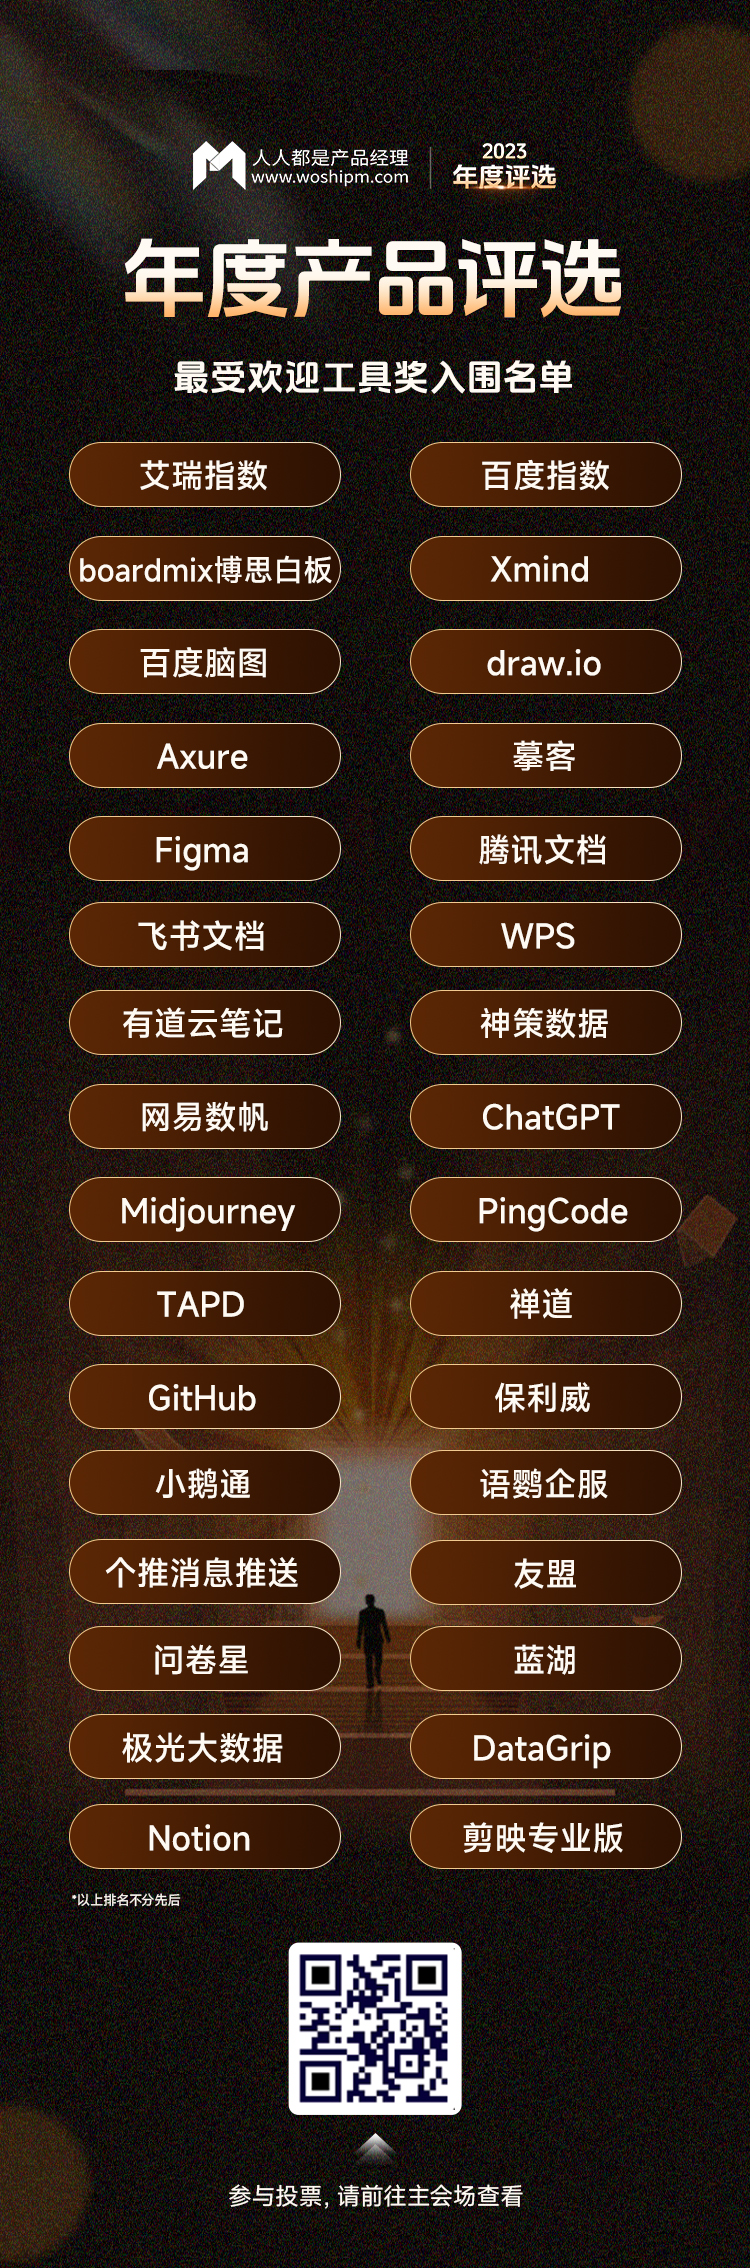 人人都是产品经理
www.woshipm.com
2023
年度评选
年度产品评选
最受欢迎工具奖入围名单
艾瑞指数
百度指数
boardmix博思白板
Xmind
百度脑图
draw.io
Axure
摹客
Figma
腾讯文档
飞书文档
WPS
有道云笔记
神策数据
网易数帆
ChatGPT
Midjourney
PingCode
TAPD
禅道
GitHub
保利威
小鹅通
语鹦企服
个推消息推送
友盟
问卷星
蓝湖
极光大数据
DataGrip
Notion
剪映专业版
*以上排名不分先后
参与投票, 请前往主会场查看